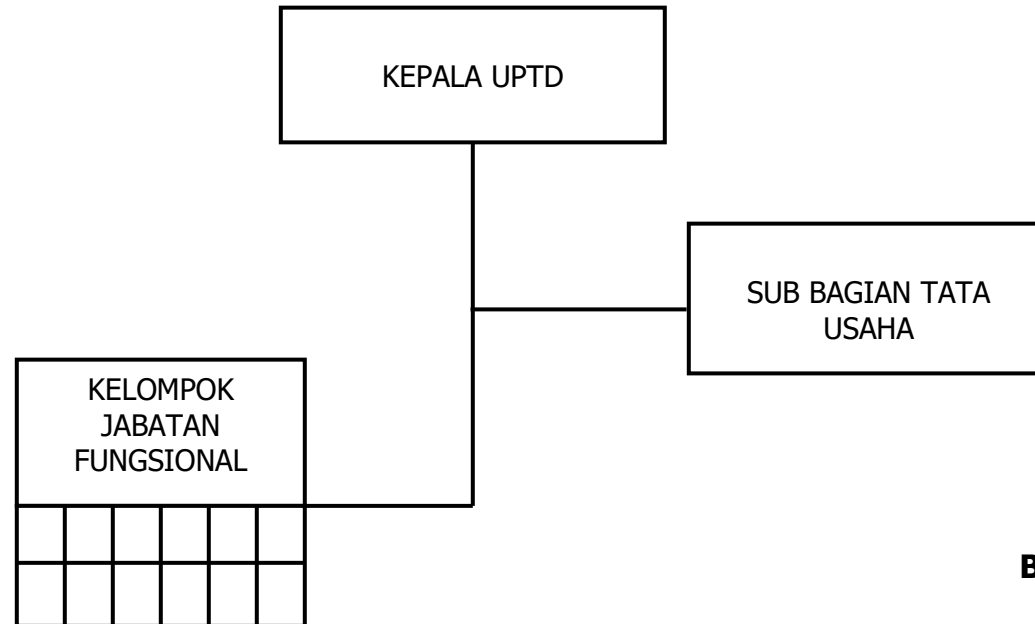 KEPALA UPTD
SUB BAGIAN TATA
USAHA
KELOMPOK
JABATAN
FUNGSIONAL
B